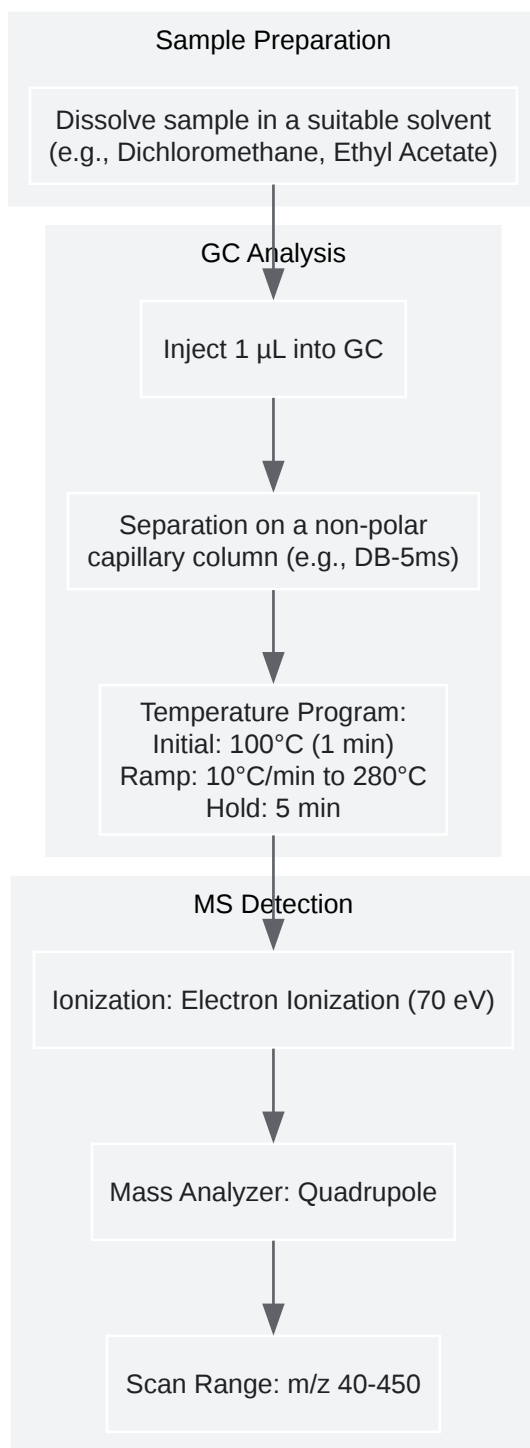 Sample Preparation
Dissolve sample in a suitable solvent
(e.g., Dichloromethane, Ethyl Acetate)
GC Analysis
Inject 1 µL into GC
Separation on a non-polar
capillary column (e.g., DB-5ms)
Temperature Program:
Initial: 100°C (1 min)
Ramp: 10°C/min to 280°C
Hold: 5 min
MS Detection
Ionization: Electron Ionization (70 eV)
Mass Analyzer: Quadrupole
Scan Range: m/z 40-450